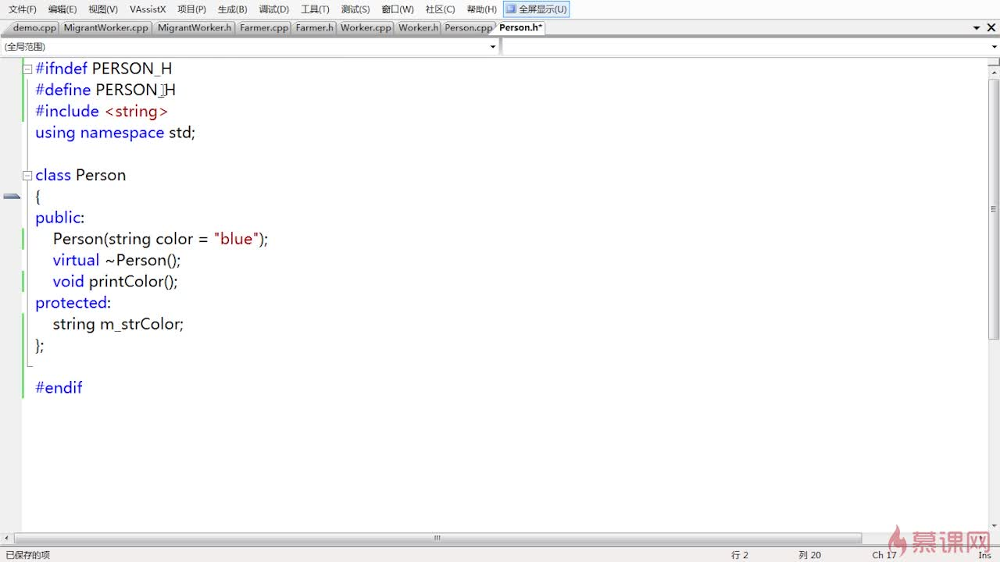 文件(F) 编辑(E) 视图(V) VAssistX 项目(P) 生成(B) 调试(D) 工具(T) 测试(S) 窗口(W) 社区(C) 帮助(H) 全屏显示(U)
demo.cpp MigrantWorker.cpp MigrantWorker.h Farmer.cpp Farmer.h Worker.cpp Worker.h Person.cpp Person.h*
(全局范围)
#ifndef PERSON_H
#define PERSON_H
#include <string>
using namespace std;
class Person
{
public:
Person(string color = "blue");
virtual ~Person();
void printColor();
protected:
string m_strColor;
};
#endif
慕课网
已保存的项 行 2 列 20 Ch 17 Ins